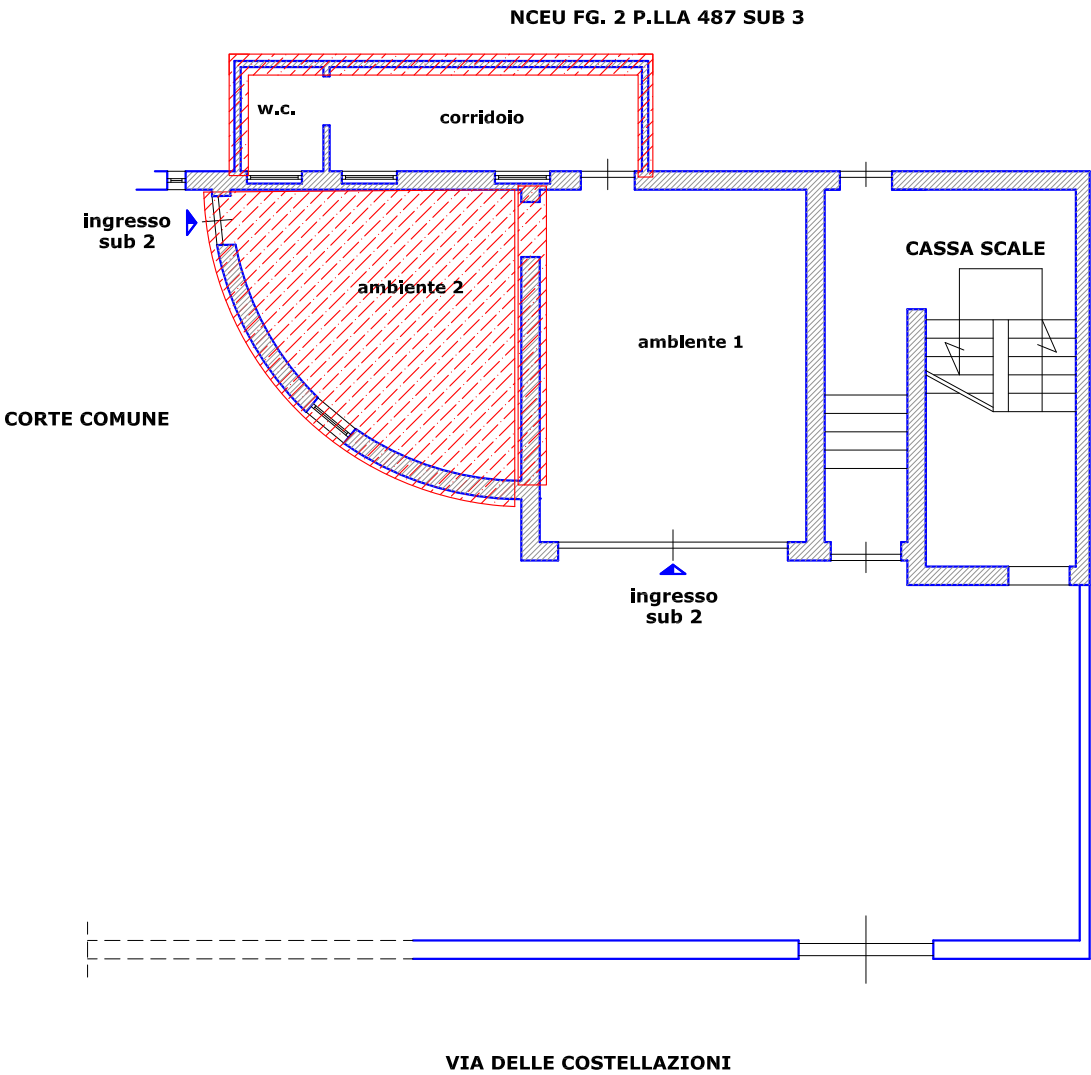 NCEU FG. 2 P.LLA 487 SUB 3
w.c.
corridoio
ingresso
sub 2
CASSA SCALE
ambiente 2
ambiente 1
CORTE COMUNE
ingresso
sub 2
VIA DELLE COSTELLAZIONI